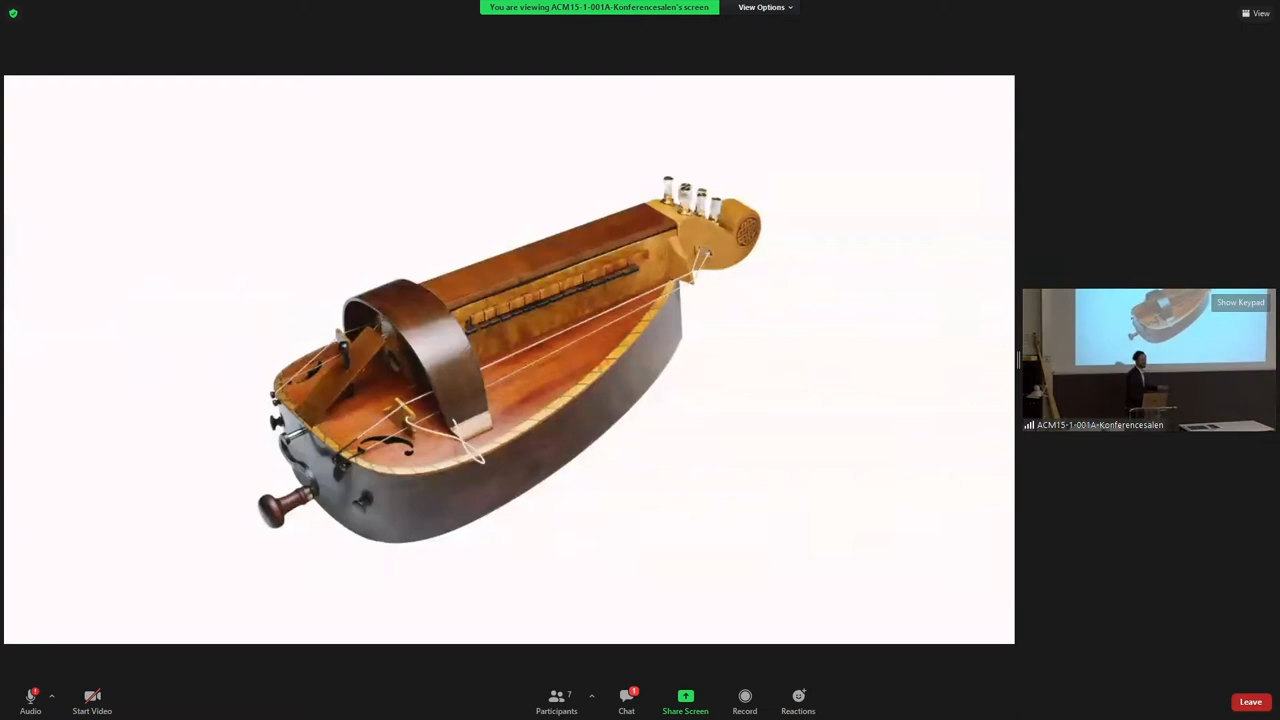 You are viewing ACM15-1-001A-Konferencesalen's screen
View Options
View
Show Keypad
ACM15-1-001A-Konferencesalen
7
1
Audio
Start Video
Participants
Chat
Share Screen
Record
Reactions
Leave